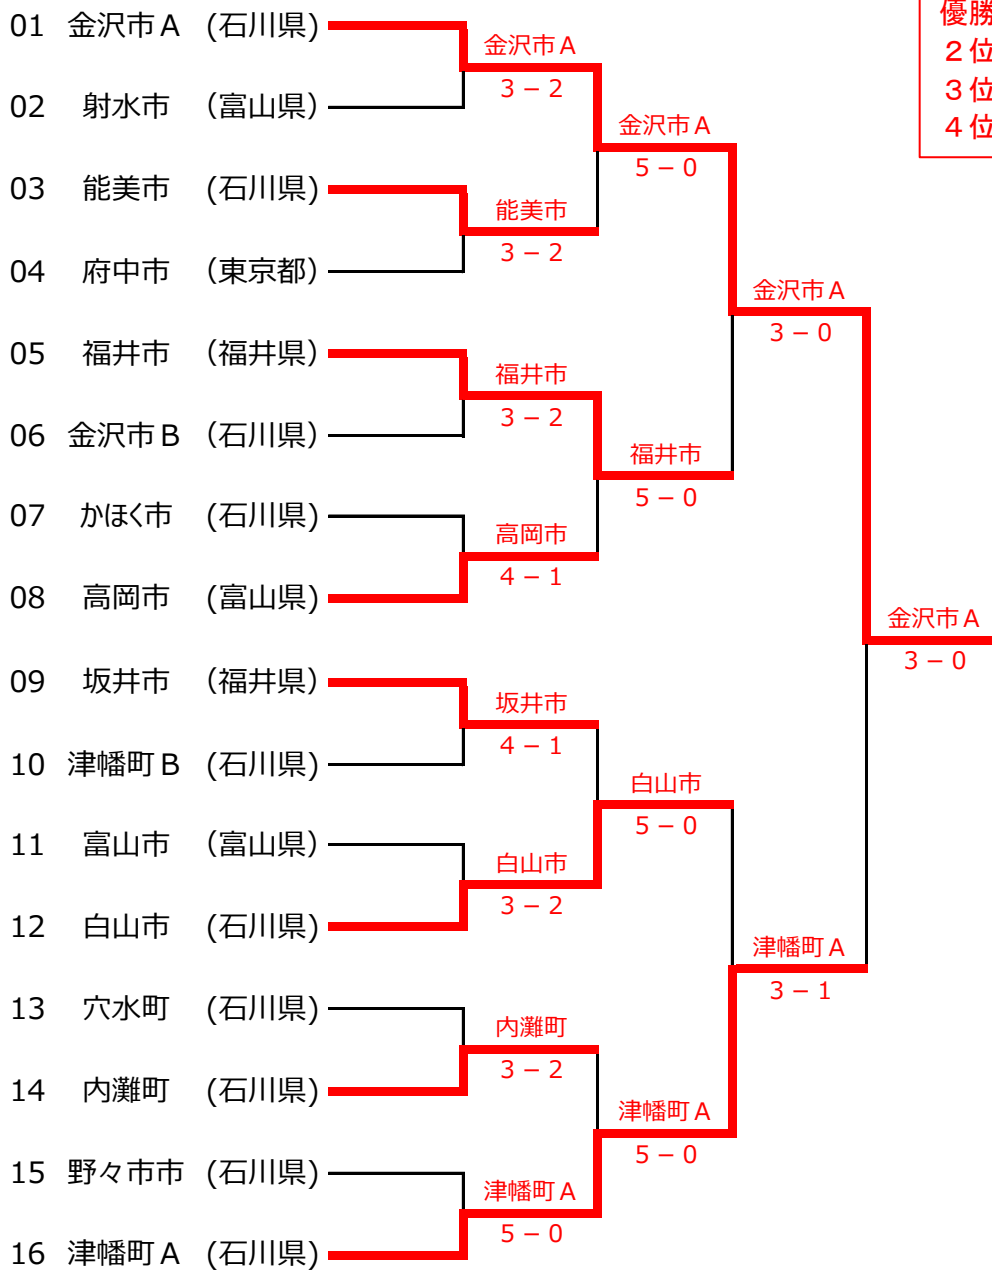 01 金沢市A (石川県)
02 射水市 (富山県)
03 能美市 (石川県)
04 府中市 (東京都)
05 福井市 (福井県)
06 金沢市B (石川県)
07 かほく市 (石川県)
08 高岡市 (富山県)
09 坂井市 (福井県)
10 津幡町B (石川県)
11 富山市 (富山県)
12 白山市 (石川県)
13 穴水町 (石川県)
14 内灘町 (石川県)
15 野々市市 (石川県)
16 津幡町A (石川県)
金沢市A
3-2
能美市
3-2
福井市
3-2
高岡市
4-1
坂井市
4-1
白山市
3-2
内灘町
3-2
津幡町A
5-0
金沢市A
5-0
福井市
5-0
白山市
5-0
津幡町A
5-0
金沢市A
3-0
津幡町A
3-1
金沢市A
3-0
優勝
2位
3位
4位